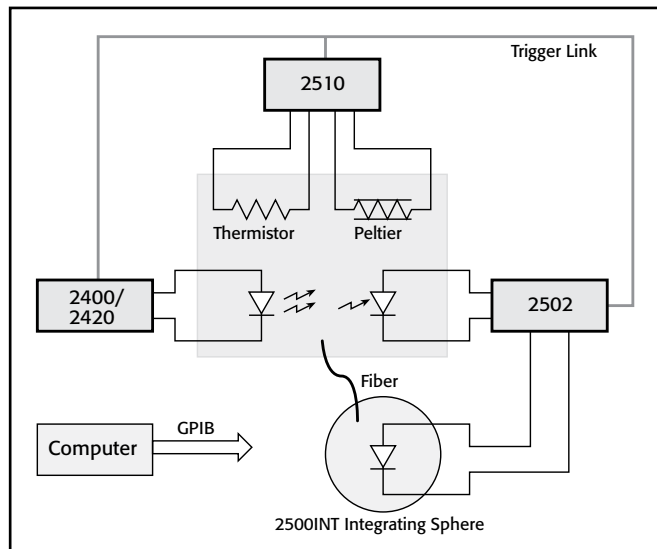 Trigger Link
2510
Thermistor
Peltier
2400/
2420
2502
Fiber
GPIB
Computer
2500INT Integrating Sphere